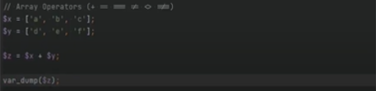 // Array Operators (+ == === != <> !==)
$x = ['a', 'b', 'c'];
$y = ['d', 'e', 'f'];
$z = $x + $y;
var_dump($z);